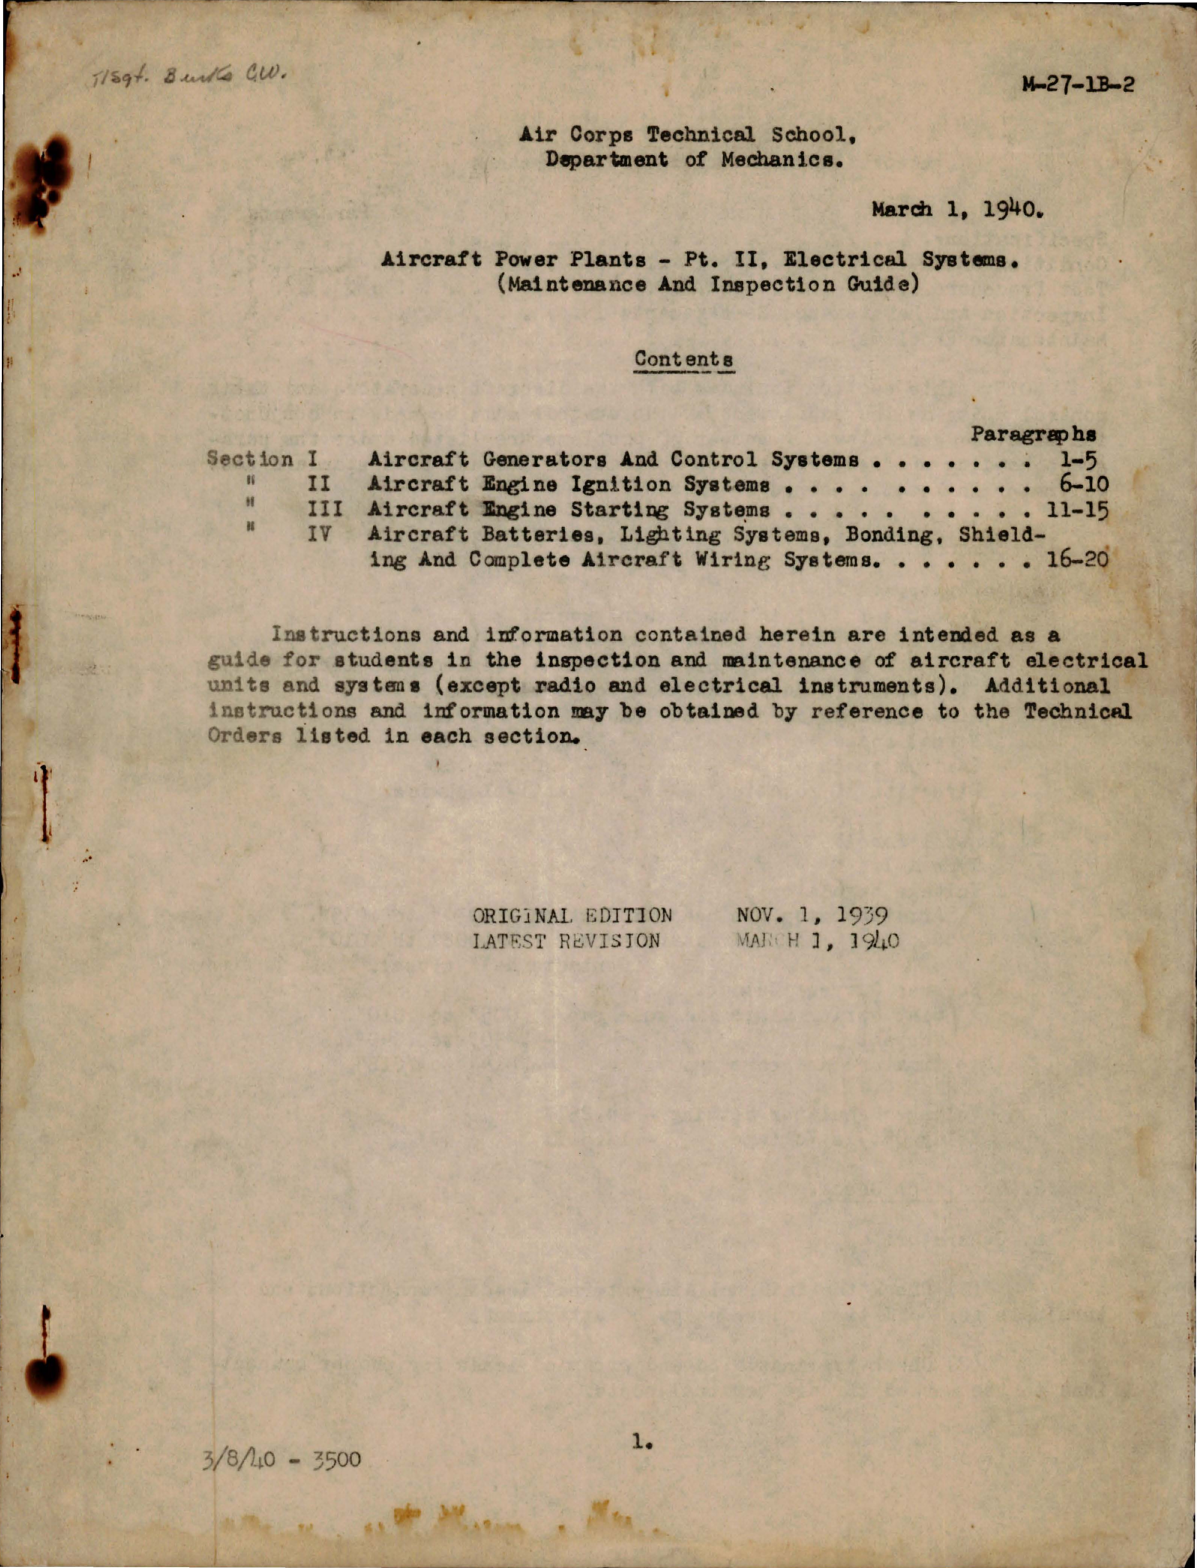 T/Sgt. Burks G.W.
M-27-1B-2
Air Corps Technical School,
Department of Mechanics.
March 1, 1940.
Aircraft Power Plants - Pt. II, Electrical Systems.
(Maintenance And Inspection Guide)
Contents
Paragraphs
Section I Aircraft Generators And Control Systems . . . . . . . 1-5
" II Aircraft Engine Ignition Systems . . . . . . . . . . 6-10
" III Aircraft Engine Starting Systems . . . . . . . . . . 11-15
" IV Aircraft Batteries, Lighting Systems, Bonding, Shield-
ing And Complete Aircraft Wiring Systems. . . . . . . 16-20
Instructions and information contained herein are intended as a
guide for students in the inspection and maintenance of aircraft electrical
units and systems (except radio and electrical instruments). Additional
instructions and information may be obtained by reference to the Technical
Orders listed in each section.
ORIGINAL EDITION NOV. 1, 1939
LATEST REVISION MARCH 1, 1940
1.
3/8/40 - 3500